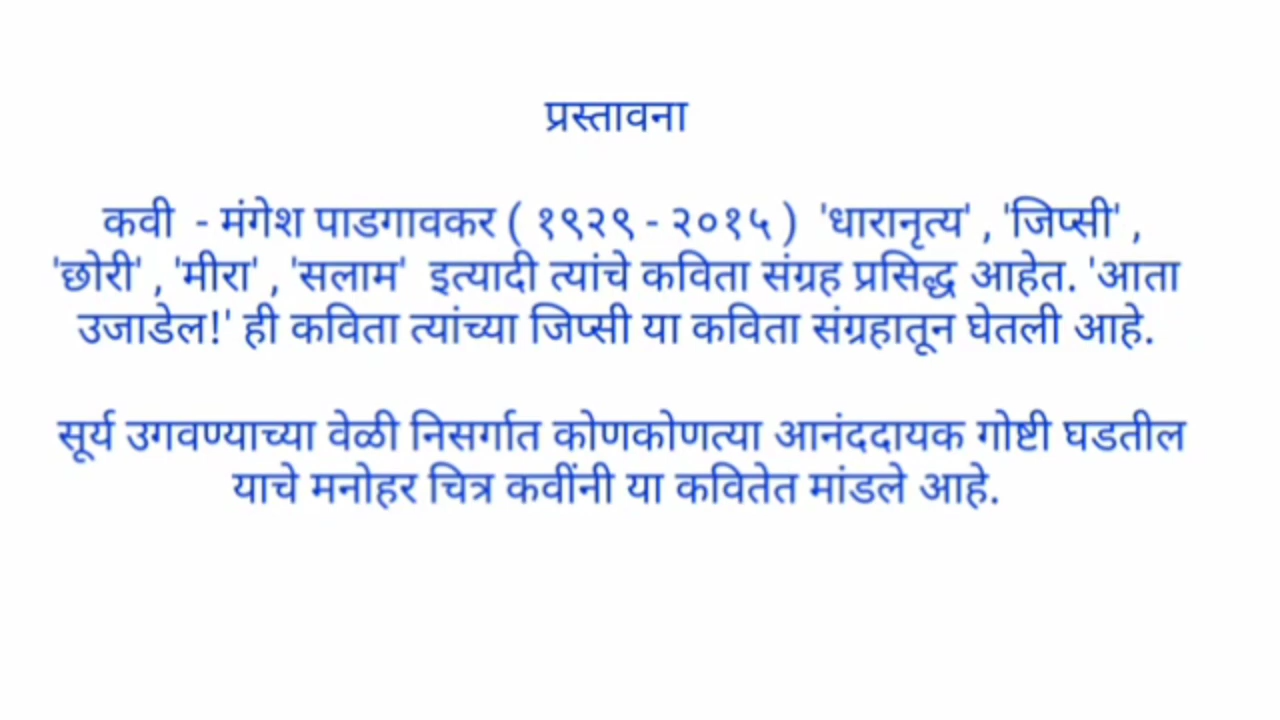 प्रस्तावना
कवी - मंगेश पाडगावकर ( १९२९ - २०१५ ) 'धारानृत्य' , 'जिप्सी' ,
'छोरी' , 'मीरा' , 'सलाम' इत्यादी त्यांचे कविता संग्रह प्रसिद्ध आहेत. 'आता
उजाडेल!' ही कविता त्यांच्या जिप्सी या कविता संग्रहातून घेतली आहे.
सूर्य उगवण्याच्या वेळी निसर्गात कोणकोणत्या आनंददायक गोष्टी घडतील
याचे मनोहर चित्र कवींनी या कवितेत मांडले आहे.